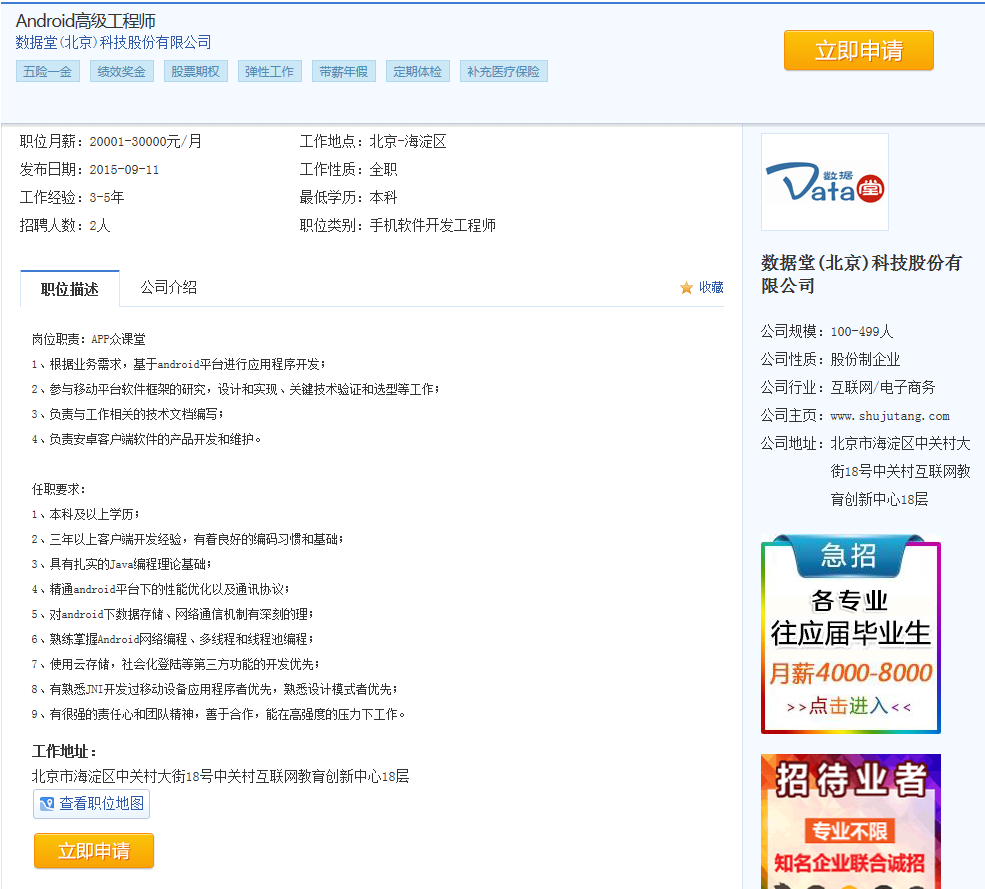 Android高级工程师
数据堂(北京)科技股份有限公司
立即申请
五险一金 绩效奖金 股票期权 弹性工作 带薪年假 定期体检 补充医疗保险
职位月薪：20001-30000元/月 工作地点：北京-海淀区
发布日期：2015-09-11 工作性质：全职
工作经验：3-5年 最低学历：本科
招聘人数：2人 职位类别：手机软件开发工程师
职位描述 公司介绍 收藏
岗位职责：APP众课堂
1、根据业务需求，基于android平台进行应用程序开发；
2、参与移动平台软件框架的研究，设计和实现、关键技术验证和选型等工作；
3、负责与工作相关的技术文档编写；
4、负责安卓客户端软件的产品开发和维护。
任职要求：
1、本科及以上学历；
2、三年以上客户端开发经验，有着良好的编码习惯和基础；
3、具有扎实的Java编程理论基础；
4、精通android平台下的性能优化以及通讯协议；
5、对android下数据存储、网络通信机制有深刻的理；
6、熟练掌握Android网络编程、多线程和线程池编程；
7、使用云存储，社会化登陆等第三方功能的开发优先；
8、有熟悉JNI开发过移动设备应用程序者优先，熟悉设计模式者优先；
9、有很强的责任心和团队精神，善于合作，能在高强度的压力下工作。
工作地址：
北京市海淀区中关村大街18号中关村互联网教育创新中心18层
查看职位地图
立即申请
数据
Data堂
数据堂(北京)科技股份有
限公司
公司规模：100-499人
公司性质：股份制企业
公司行业：互联网/电子商务
公司主页：www.shujutang.com
公司地址：北京市海淀区中关村大
街18号中关村互联网教
育创新中心18层
急招
各专业
往应届毕业生
月薪4000-8000
>>点击进入<<
招待业者
专业不限
知名企业联合诚招